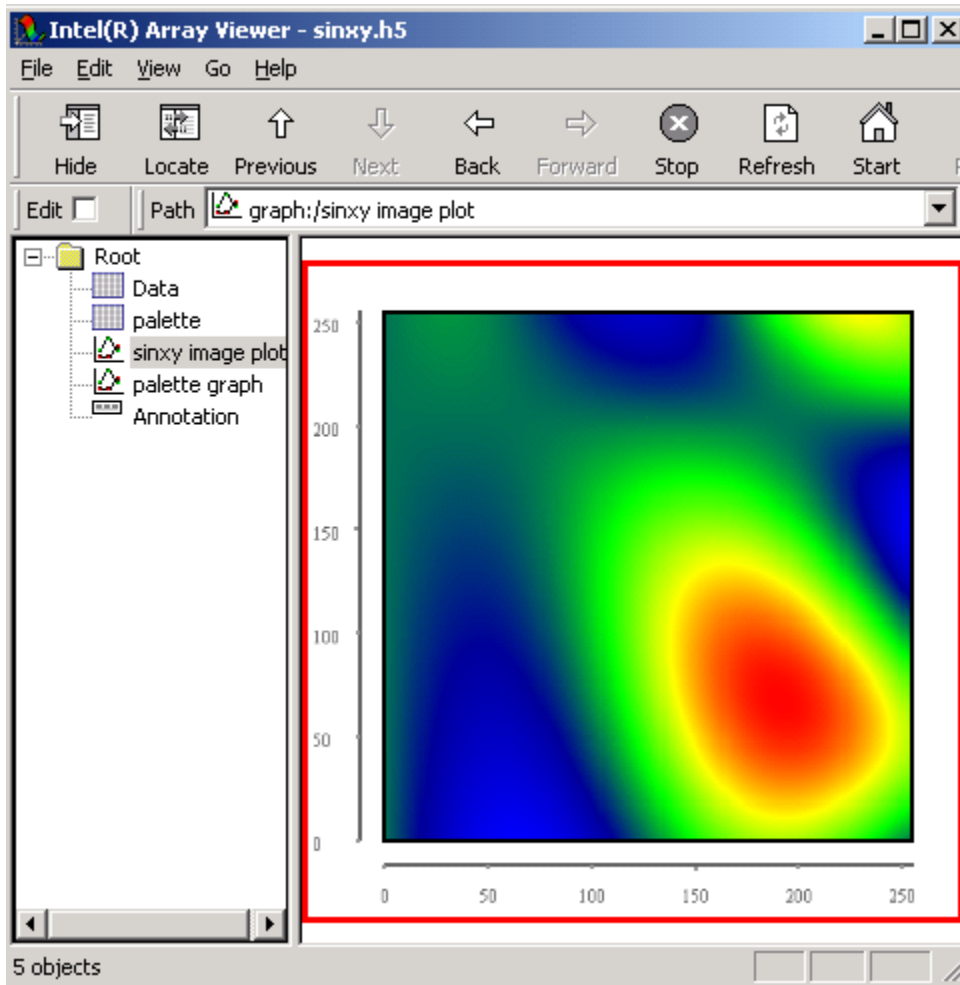 Intel(R) Array Viewer - sinxy.h5
File Edit View Go Help
Hide Locate Previous Next Back Forward Stop Refresh Start
Edit Path graph:/sinxy image plot
Root
Data
palette
sinxy image plot
palette graph
Annotation
250
200
150
100
50
0
0 50 100 150 200 250
5 objects